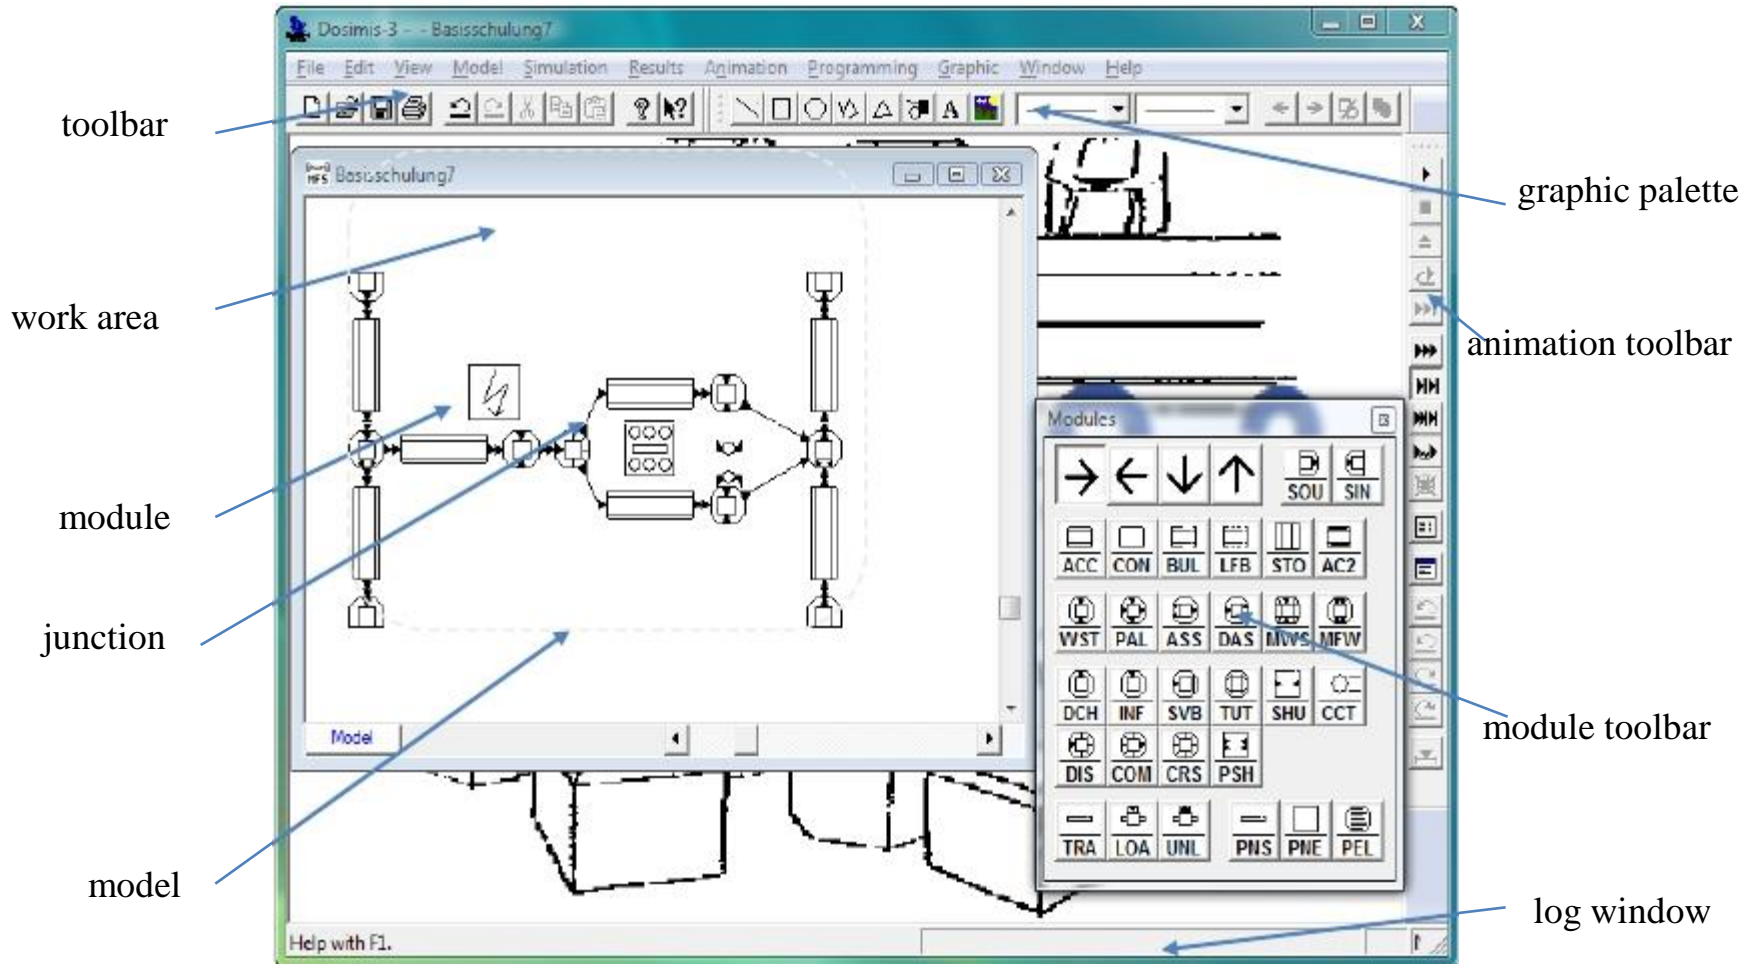 Dosimis-3 - - Basisschulung7
File Edit View Model Simulation Results Animation Programming Graphic Window Help
toolbar
A
MFS Basisschulung7
graphic palette
work area
animation toolbar
Modules
SOU SIN
ACC CON BUL LFB STO AC2
module
WST PAL ASS DAS MWS MFW
junction
DCH INF SVB TUT SHU CCT
module toolbar
Model
DIS COM CRS PSH
TRA LOA UNL PNS PNE PEL
model
log window
Help with F1.